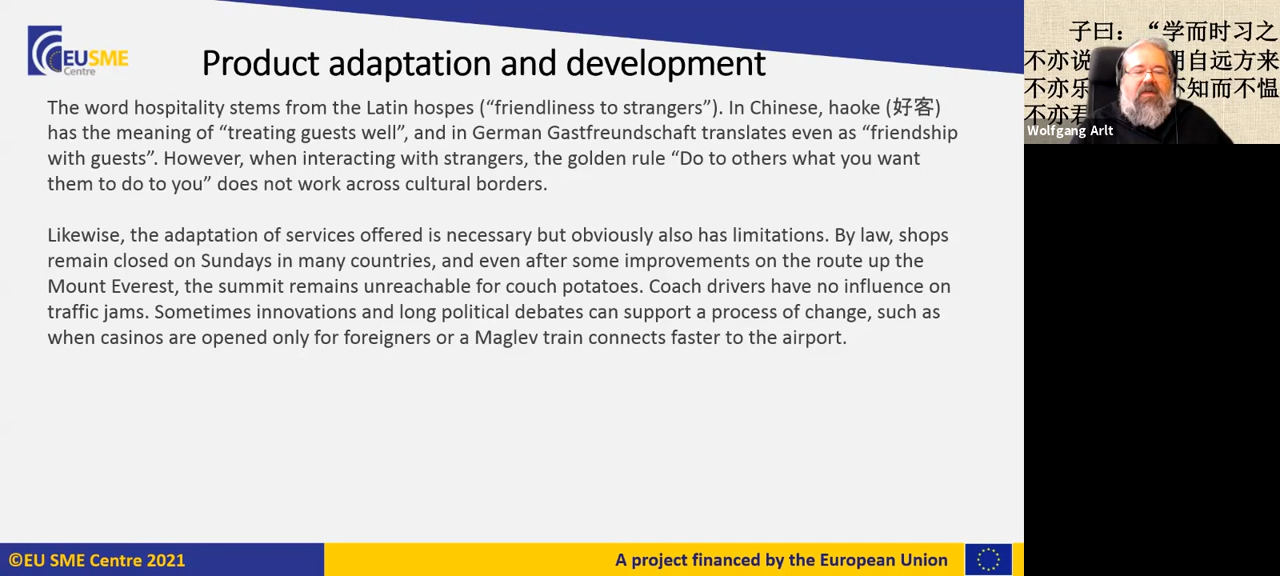 EUSME
Centre
Product adaptation and development
The word hospitality stems from the Latin hospes (“friendliness to strangers”). In Chinese, haoke (好客)
has the meaning of “treating guests well”, and in German Gastfreundschaft translates even as “friendship
with guests”. However, when interacting with strangers, the golden rule “Do to others what you want
them to do to you” does not work across cultural borders.
Likewise, the adaptation of services offered is necessary but obviously also has limitations. By law, shops
remain closed on Sundays in many countries, and even after some improvements on the route up the
Mount Everest, the summit remains unreachable for couch potatoes. Coach drivers have no influence on
traffic jams. Sometimes innovations and long political debates can support a process of change, such as
when casinos are opened only for foreigners or a Maglev train connects faster to the airport.
©EU SME Centre 2021
A project financed by the European Union
子曰：“学而时习之
不亦说 朋自远方来
不亦乐 不知而不愠
不亦君
Wolfgang Arlt